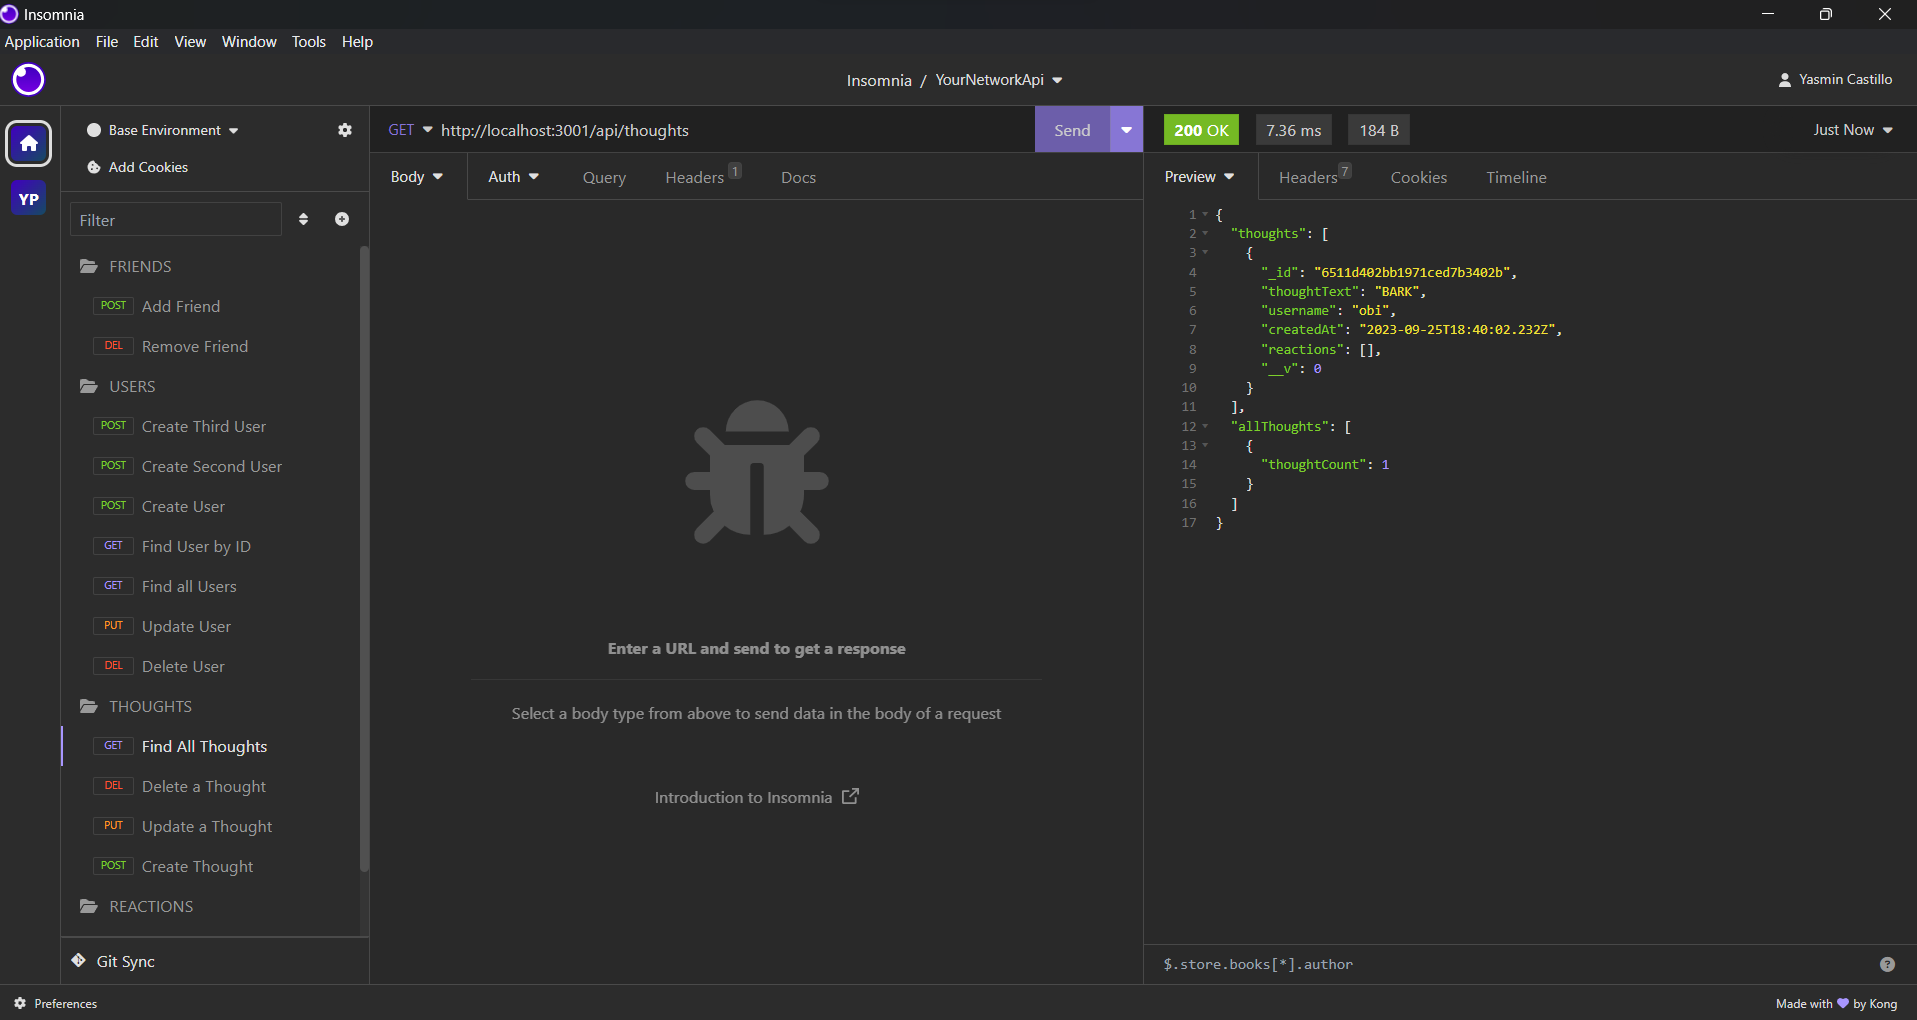 Insomnia
Application File Edit View Window Tools Help
Insomnia / YourNetworkApi
Yasmin Castillo
YP
Base Environment
Add Cookies
Filter
FRIENDS
POST Add Friend
DEL Remove Friend
USERS
POST Create Third User
POST Create Second User
POST Create User
GET Find User by ID
GET Find all Users
PUT Update User
DEL Delete User
THOUGHTS
GET Find All Thoughts
DEL Delete a Thought
PUT Update a Thought
POST Create Thought
REACTIONS
Git Sync
GET http://localhost:3001/api/thoughts Send
Body Auth Query Headers 1 Docs
Enter a URL and send to get a response
Select a body type from above to send data in the body of a request
Introduction to Insomnia
200 OK 7.36 ms 184 B Just Now
Preview Headers 7 Cookies Timeline
1 {
2 "thoughts": [
3 {
4 "_id": "6511d402bb1971ced7b3402b",
5 "thoughtText": "BARK",
6 "username": "obi",
7 "createdAt": "2023-09-25T18:40:02.232Z",
8 "reactions": [],
9 "__v": 0
10 }
11 ],
12 "allThoughts": [
13 {
14 "thoughtCount": 1
15 }
16 ]
17 }
$.store.books[*].author ?
Preferences
Made with 💜 by Kong